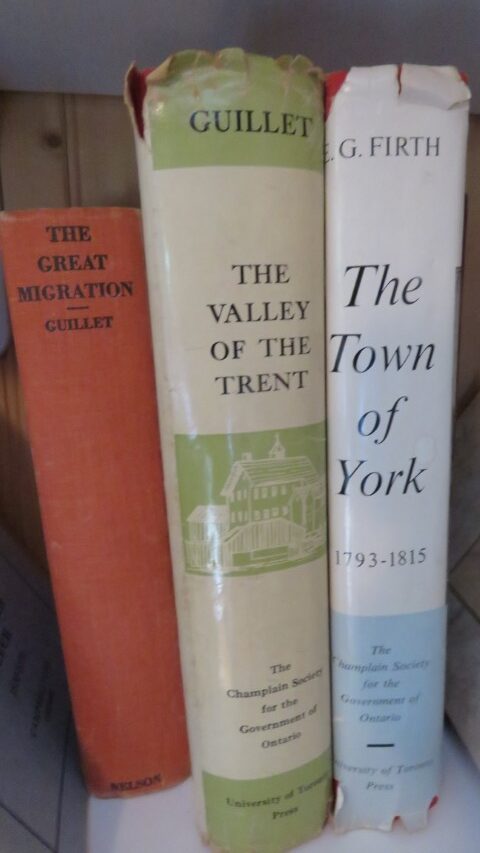 THE
GREAT
MIGRATION
GUILLET
NELSON
GUILLET
THE
VALLEY
OF THE
TRENT
The
Champlain Society
for the
Government of
Ontario
University of Toronto
Press
E. G. FIRTH
The
Town
of
York
1793-1815
The
Champlain Society
for the
Government of
Ontario
University of Toronto
Press